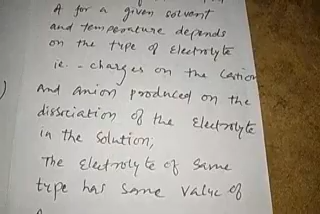 A for a given solvent
and temperature depends
on the type of Electrolyte
ie. - charges on the Cation
And anion produced on the
dissociation of the Electrolyte
in the solution,
The Electrolyte of same
type has same value of